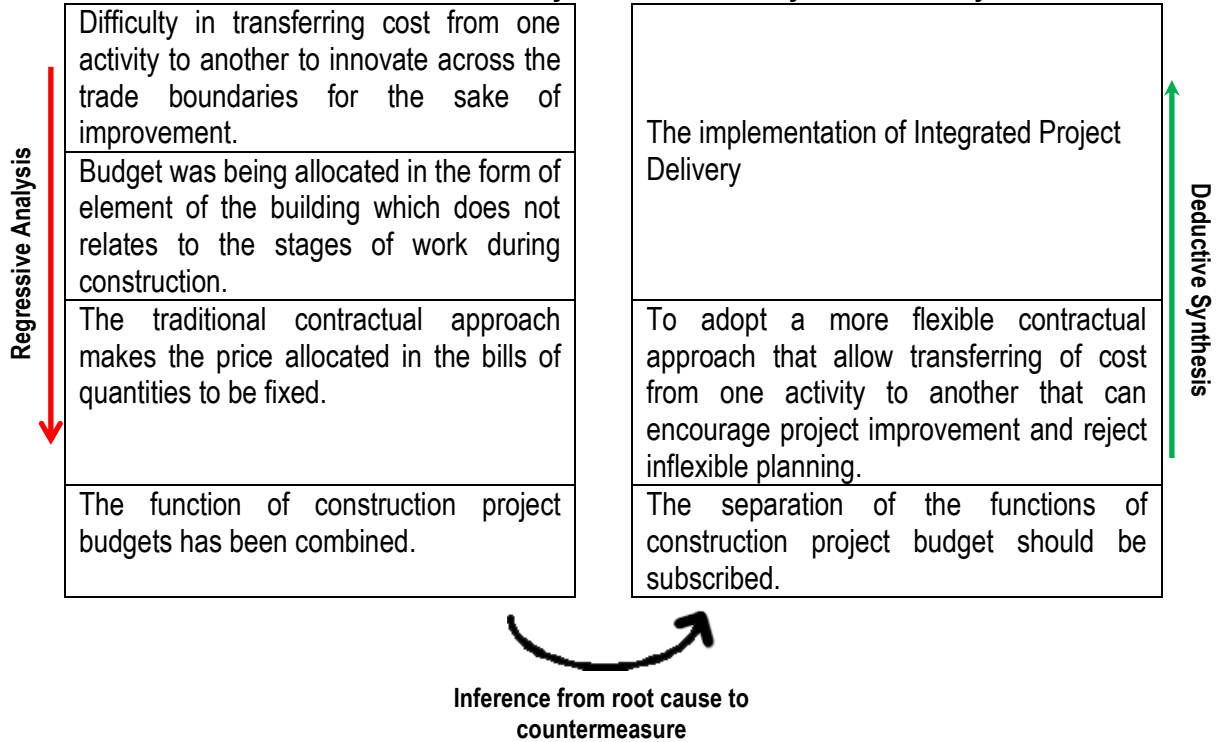 Difficulty in transferring cost from one
activity to another to innovate across the
trade boundaries for the sake of
improvement.
Budget was being allocated in the form of
element of the building which does not
relates to the stages of work during
construction.
The traditional contractual approach
makes the price allocated in the bills of
quantities to be fixed.
The function of construction project
budgets has been combined.
The implementation of Integrated Project
Delivery
To adopt a more flexible contractual
approach that allow transferring of cost
from one activity to another that can
encourage project improvement and reject
inflexible planning.
The separation of the functions of
construction project budget should be
subscribed.
Regressive Analysis
Deductive Synthesis
Inference from root cause to
countermeasure